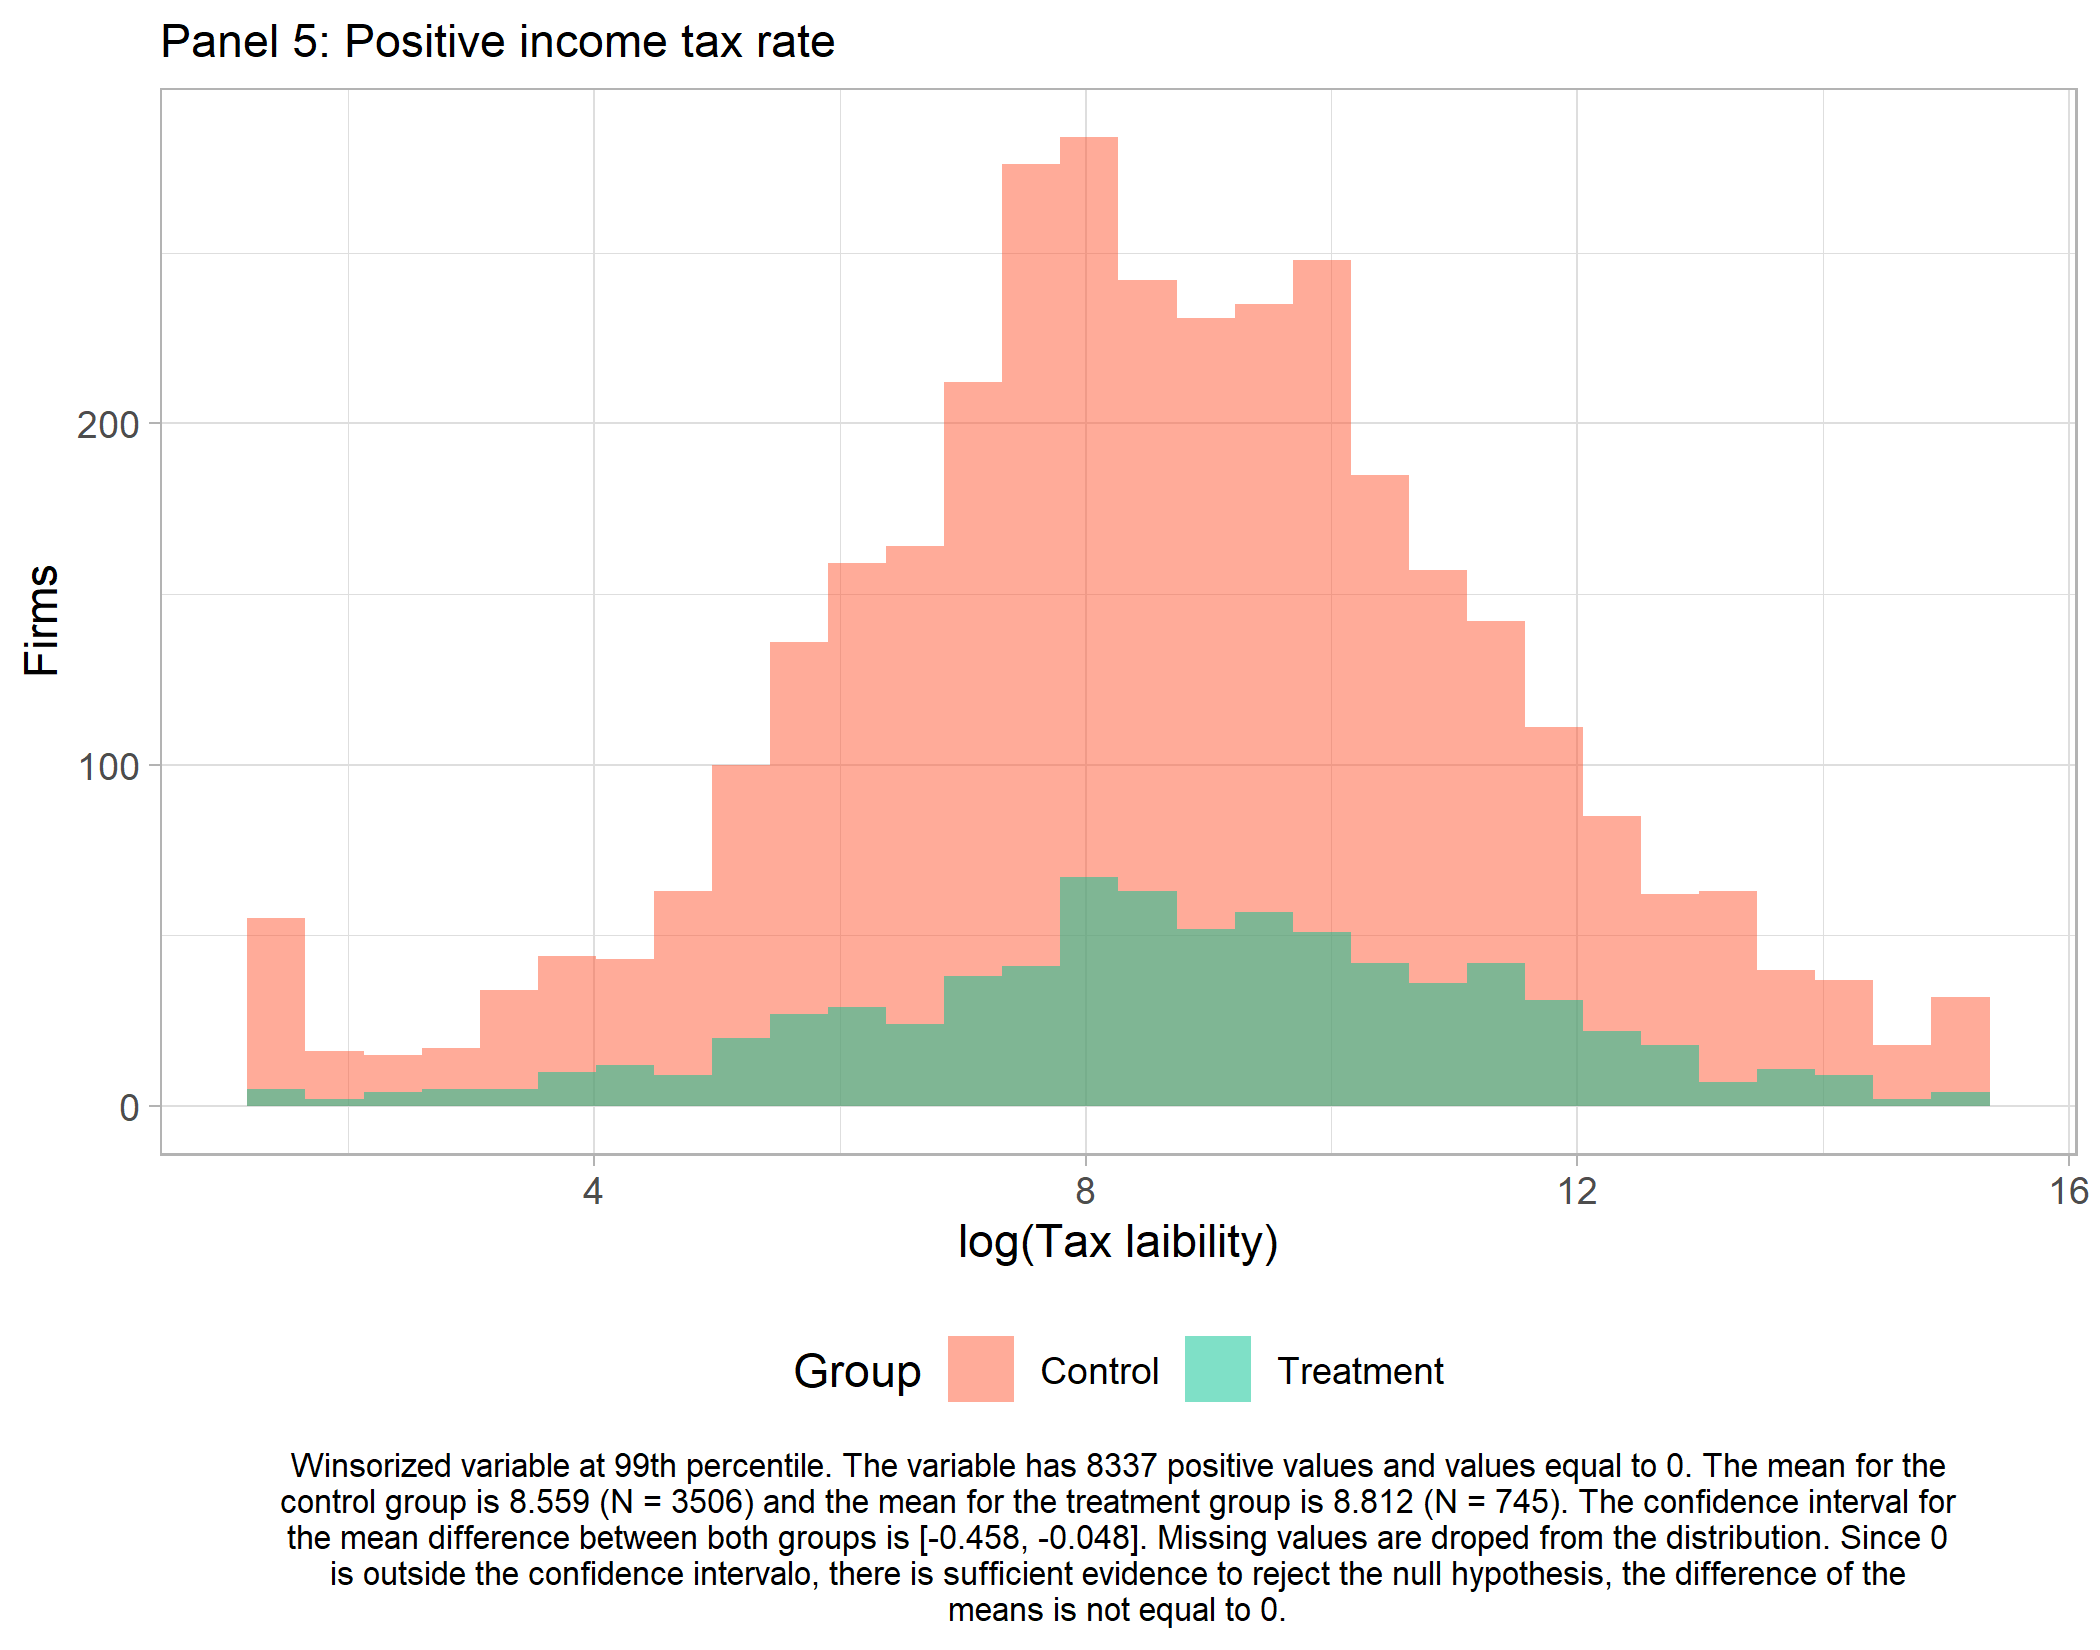 Panel 5: Positive income tax rate
Firms
200
100
0
4
8
12
16
log(Tax laibility)
Group
Control
Treatment
Winsorized variable at 99th percentile. The variable has 8337 positive values and values equal to 0. The mean for the
control group is 8.559 (N = 3506) and the mean for the treatment group is 8.812 (N = 745). The confidence interval for
the mean difference between both groups is [-0.458, -0.048]. Missing values are droped from the distribution. Since 0
is outside the confidence intervalo, there is sufficient evidence to reject the null hypothesis, the difference of the
means is not equal to 0.